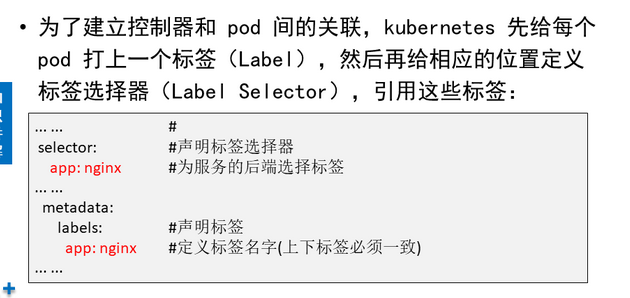 • 为了建立控制器和 pod 间的关联，kubernetes 先给每个
pod 打上一个标签（Label），然后再给相应的位置定义
标签选择器（Label Selector），引用这些标签：
... ... #
selector: #声明标签选择器
app: nginx #为服务的后端选择标签
... ...
metadata:
labels: #声明标签
app: nginx #定义标签名字(上下标签必须一致)
... ...